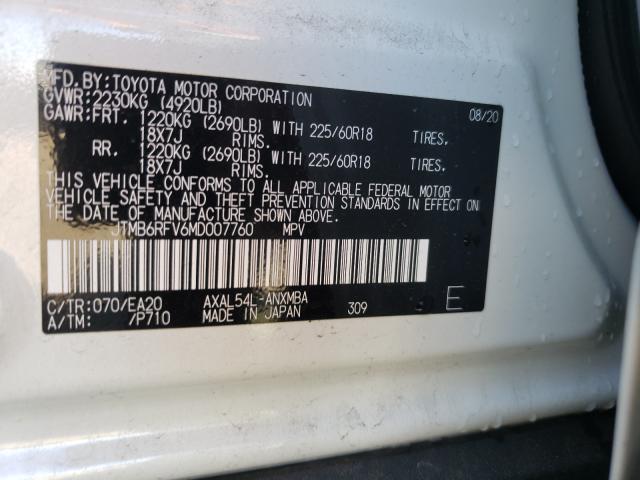 MFD.BY:TOYOTA MOTOR CORPORATION 08/20
GVWR:2230KG (4920LB)
GAWR:FRT. 1220KG (2690LB) WITH 225/60R18 TIRES.
18X7J RIMS.
RR. 1220KG (2690LB) WITH 225/60R18 TIRES.
18X7J RIMS.
THIS VEHICLE CONFORMS TO ALL APPLICABLE FEDERAL MOTOR
VEHICLE SAFETY AND THEFT PREVENTION STANDARDS IN EFFECT ON
THE DATE OF MANUFACTURE SHOWN ABOVE.
JTMB6RFV6MD007760 MPV
C/TR:070/EA20 AXAL54L-ANXMBA 309 E
A/TM: /P710 MADE IN JAPAN